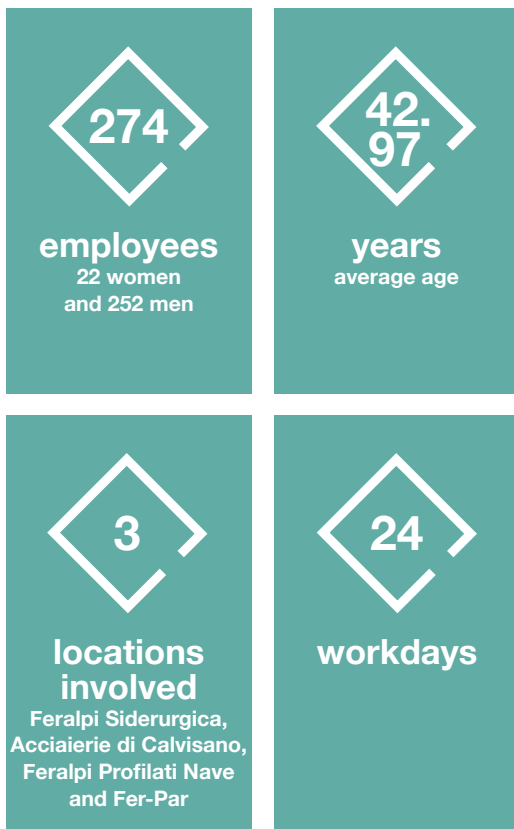 274
employees
22 women
and 252 men
42.
97
years
average age
3
locations
involved
Feralpi Siderurgica,
Acciaierie di Calvisano,
Feralpi Profilati Nave
and Fer-Par
24
workdays